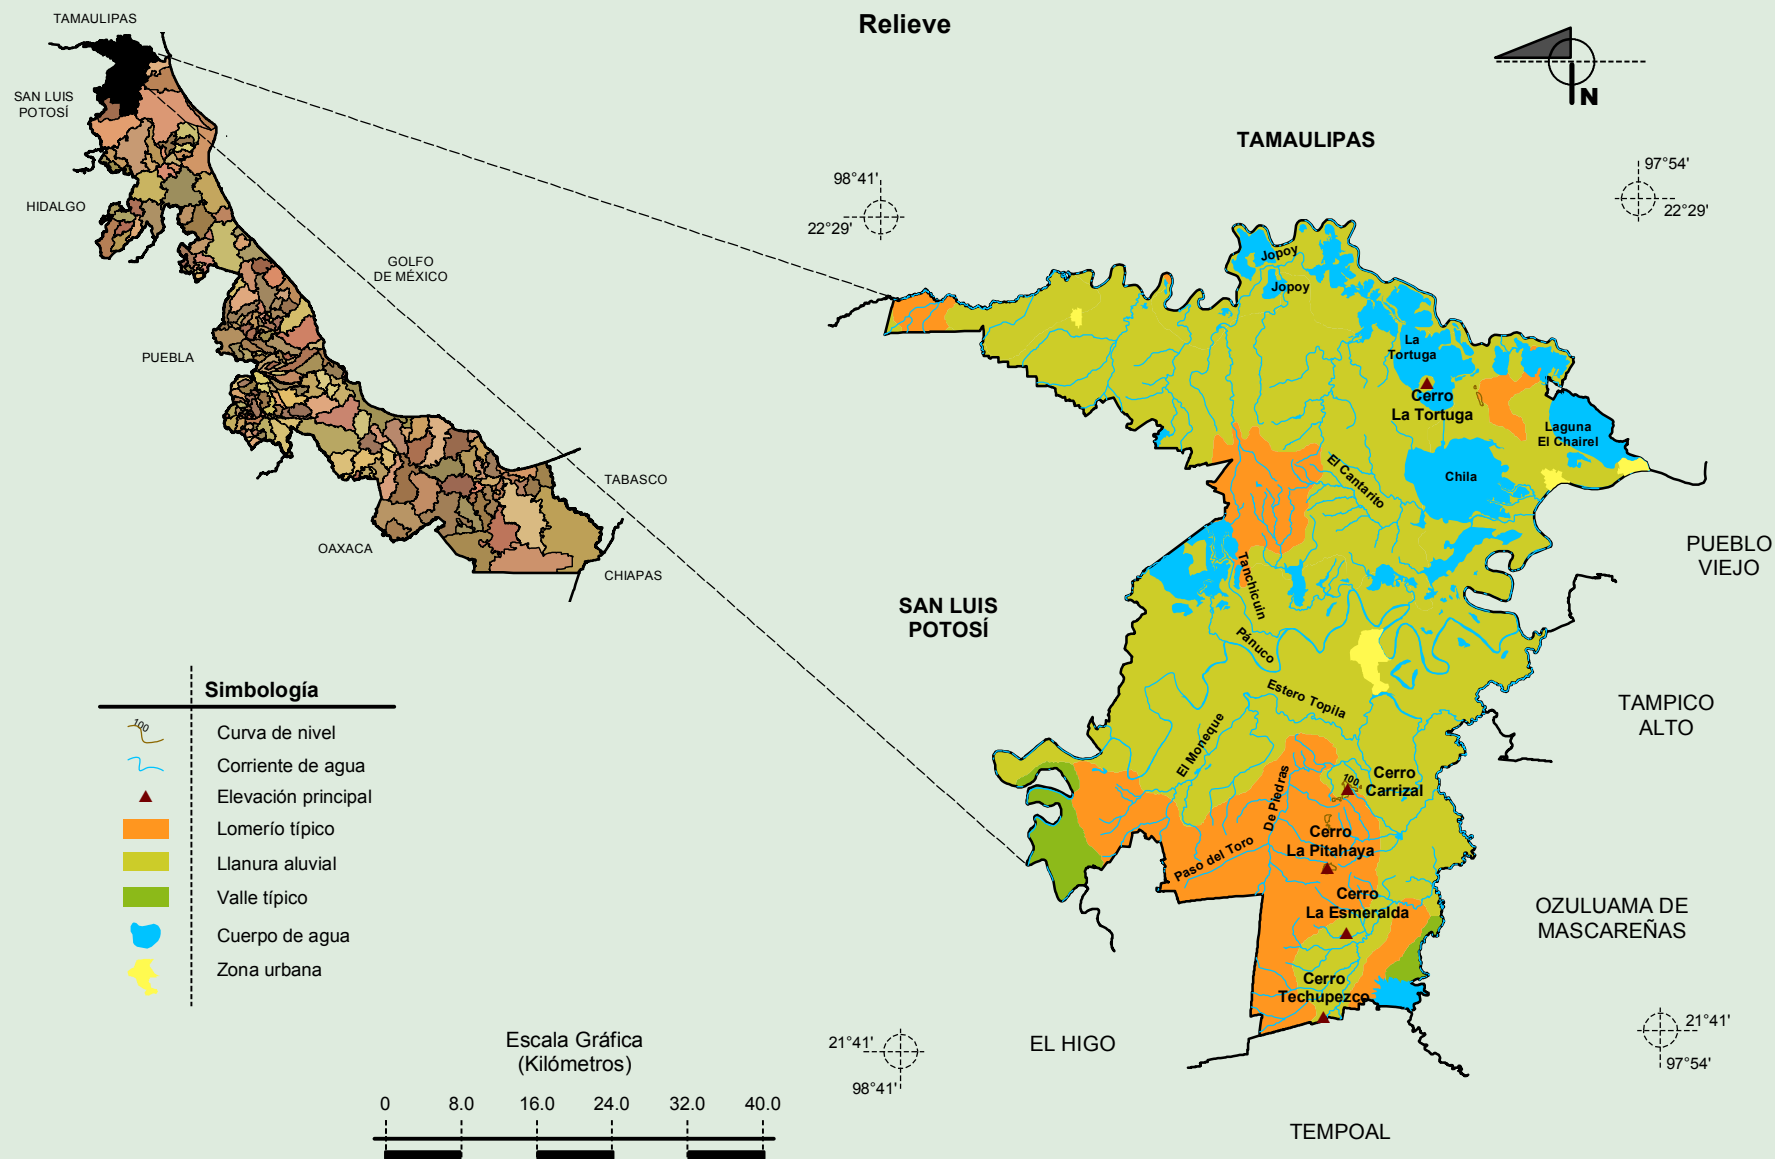 Relieve
TAMAULIPAS
SAN LUIS
POTOSÍ
HIDALGO
GOLFO
DE MÉXICO
PUEBLA
TABASCO
OAXACA
CHIAPAS
N
TAMAULIPAS
98°41'
22°29'
97°54'
22°29'
Jopoy
Jopoy
La
Tortuga
Cerro
La Tortuga
Laguna
El Chairel
El Cantarito
Chila
PUEBLO
VIEJO
Tanchicuin
SAN LUIS
POTOSÍ
Pánuco
Estero Topila
TAMPICO
ALTO
El Moneque
De Piedras
100
Cerro
Carrizal
Cerro
La Pitahaya
Paso del Toro
Cerro
La Esmeralda
OZULUAMA DE
MASCAREÑAS
Cerro
Techupezco
21°41'
98°41'
EL HIGO
21°41'
97°54'
TEMPOAL
Simbología
100
Curva de nivel
Corriente de agua
Elevación principal
Lomerío típico
Llanura aluvial
Valle típico
Cuerpo de agua
Zona urbana
Escala Gráfica
(Kilómetros)
0 8.0 16.0 24.0 32.0 40.0